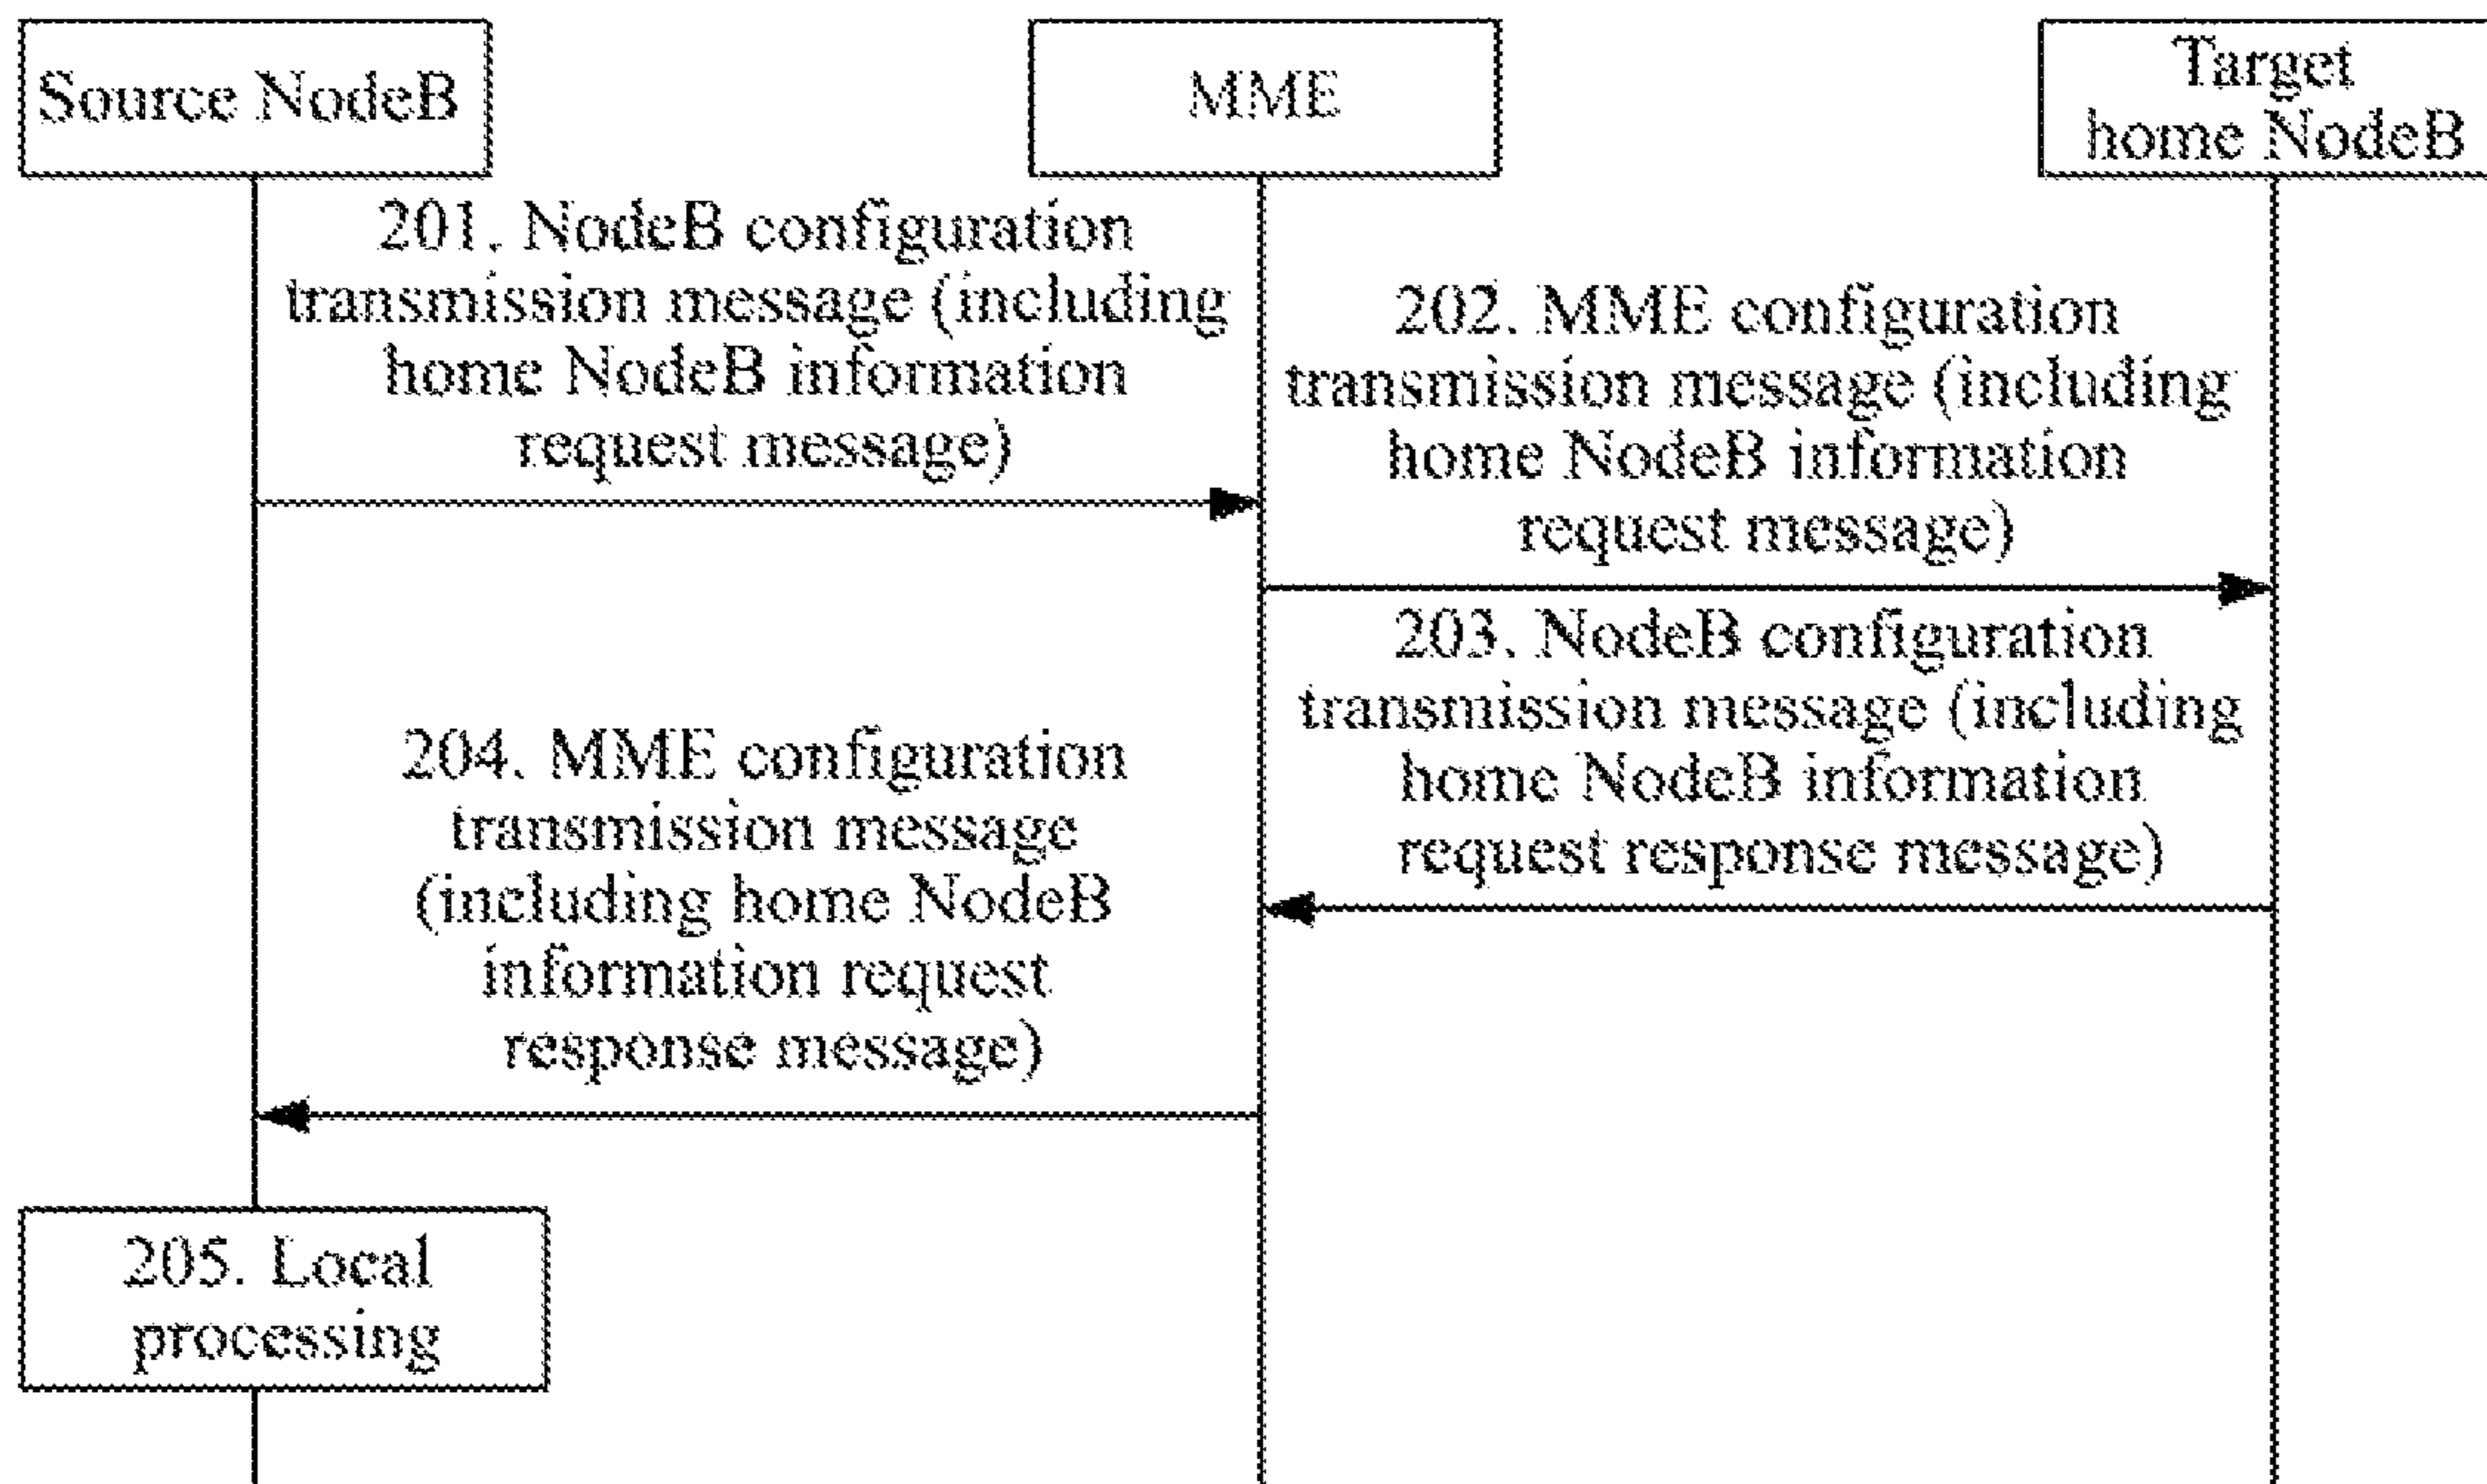 Source NodeB
MME
Target
home NodeB
201. NodeB configuration
transmission message (including
home NodeB information
request message)
202. MME configuration
transmission message (including
home NodeB information
request message)
203. NodeB configuration
transmission message (including
home NodeB information
request response message)
204. MME configuration
transmission message
(including home NodeB
information request
response message)
205. Local
processing